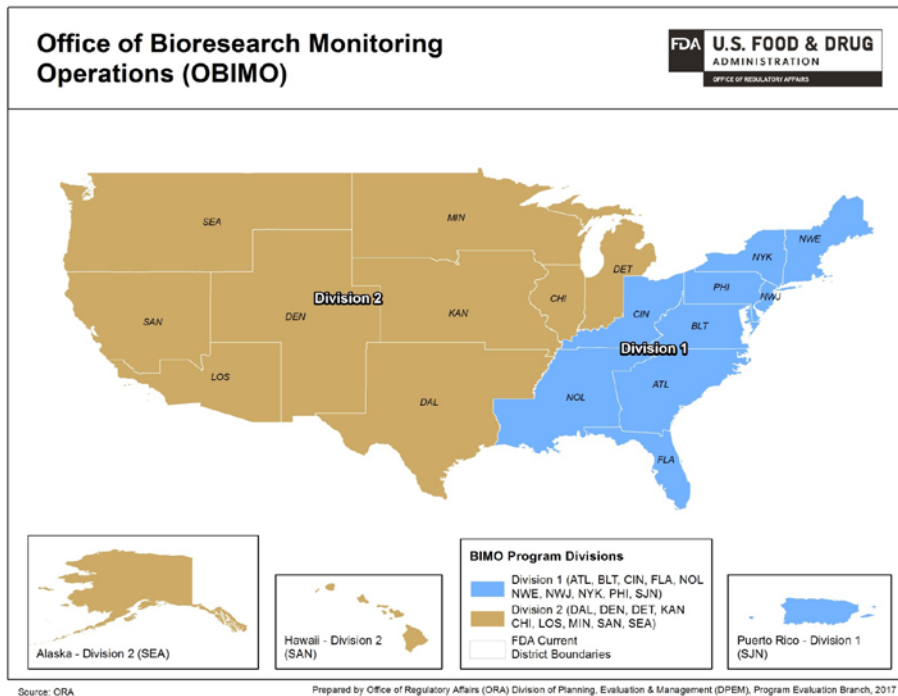 Office of Bioresearch Monitoring
Operations (OBIMO)
FDA U.S. FOOD & DRUG
ADMINISTRATION
OFFICE OF REGULATORY AFFAIRS
SEA
MIN
NWE
NYK
DET
PHI
NWJ
Division 2
CHI
CIN
SAN
DEN
KAN
BLT
Division 1
LOS
ATL
DAL
NOL
FLA
Alaska - Division 2 (SEA)
Hawaii - Division 2
(SAN)
BIMO Program Divisions
Division 1 (ATL, BLT, CIN, FLA, NOL
NWE, NWJ, NYK, PHI, SJN)
Division 2 (DAL, DEN, DET, KAN
CHI, LOS, MIN, SAN, SEA)
FDA Current
District Boundaries
Puerto Rico - Division 1
(SJN)
Source: ORA
Prepared by Office of Regulatory Affairs (ORA) Division of Planning, Evaluation & Management (DPEM), Program Evaluation Branch, 2017